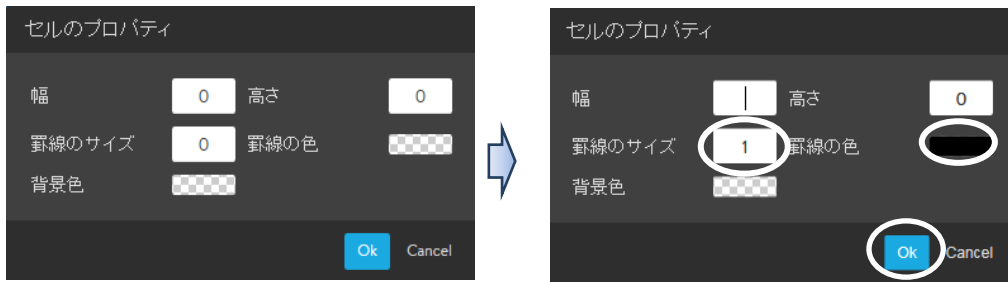 セルのプロパティ
幅 0 高さ 0
罫線のサイズ 0 罫線の色
背景色
Ok Cancel
セルのプロパティ
幅 高さ 0
罫線のサイズ 1 罫線の色
背景色
Ok Cancel